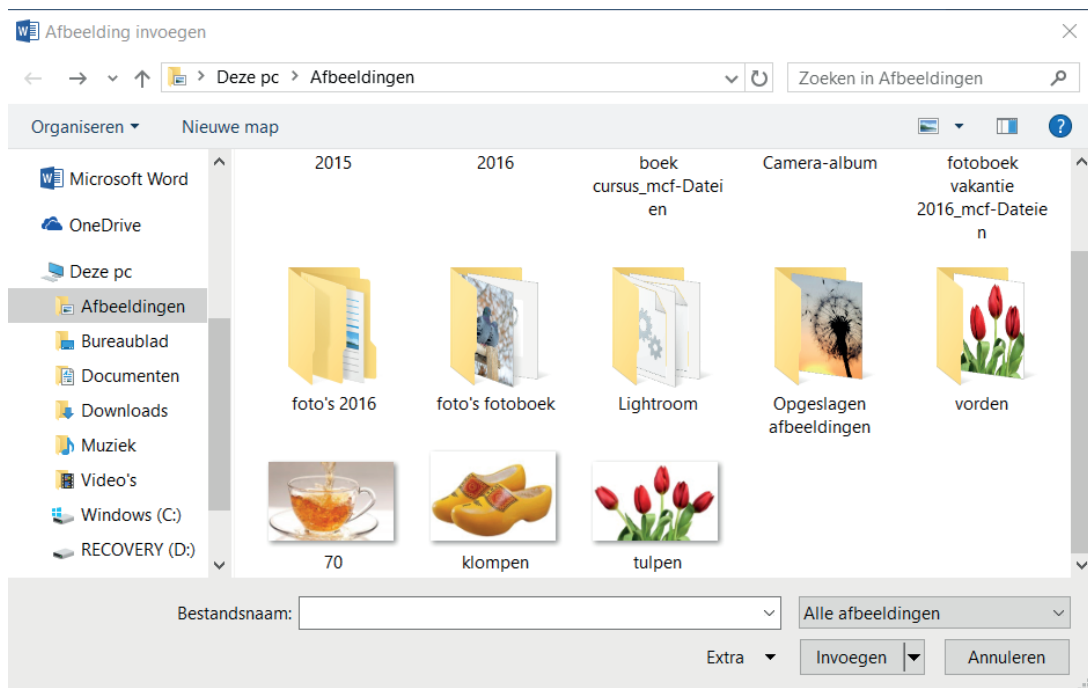 Afbeelding invoegen
Deze pc > Afbeeldingen
Zoeken in Afbeeldingen
Organiseren
Nieuwe map
?
Microsoft Word
OneDrive
Deze pc
Afbeeldingen
Bureaublad
Documenten
Downloads
Muziek
Video's
Windows (C:)
RECOVERY (D:)
2015
2016
boek
cursus_mcf-Datei
en
Camera-album
fotoboek
vakantie
2016_mcf-Dateie
n
foto's 2016
foto's fotoboek
Lightroom
Opgeslagen
afbeeldingen
vorden
70
klompen
tulpen
Bestandsnaam:
Alle afbeeldingen
Extra
Invoegen
Annuleren